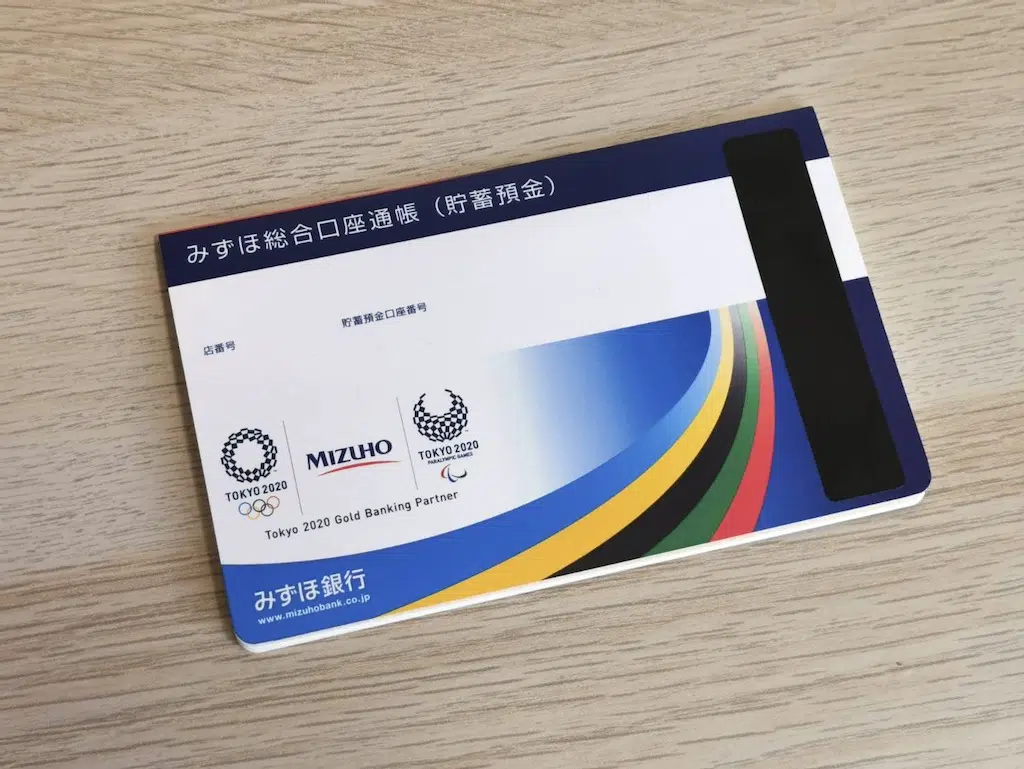 みずほ総合口座通帳(貯蓄預金)
店番号
貯蓄預金口座番号
TOKYO 2020
MIZUHO
TOKYO 2020
PARALYMPIC GAMES
Tokyo 2020 Gold Banking Partner
みずほ銀行
www.mizuhobank.co.jp